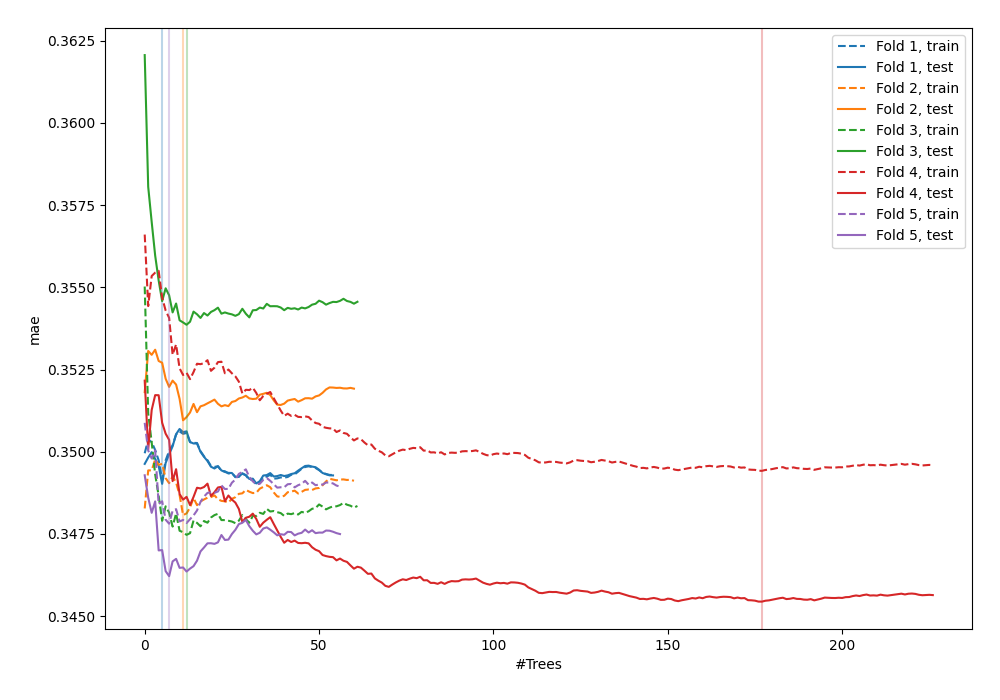 0.3625
0.3600
0.3575
0.3550
0.3525
0.3500
0.3475
0.3450
mae
0
50
100
150
200
#Trees
Fold 1, train
Fold 1, test
Fold 2, train
Fold 2, test
Fold 3, train
Fold 3, test
Fold 4, train
Fold 4, test
Fold 5, train
Fold 5, test